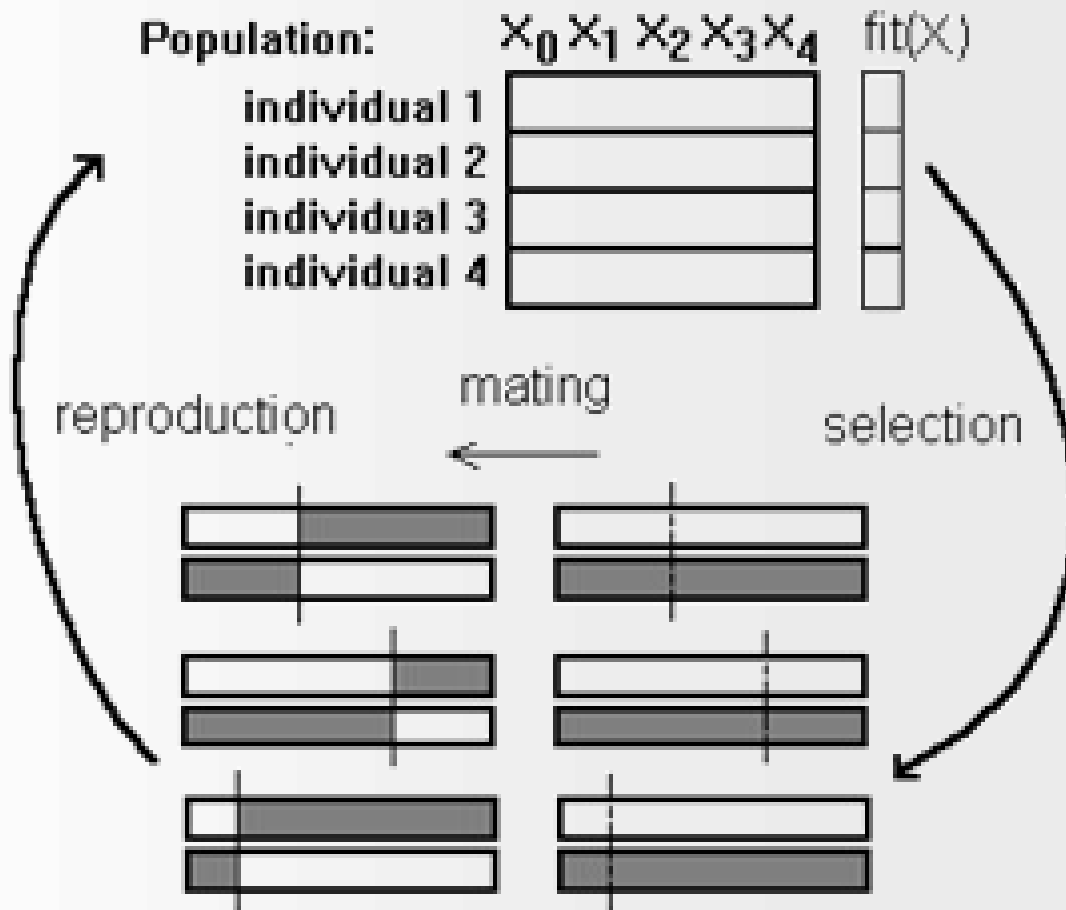 Population: X0 X1 X2 X3 X4 fit(X)
individual 1
individual 2
individual 3
individual 4
mating
reproduction
selection